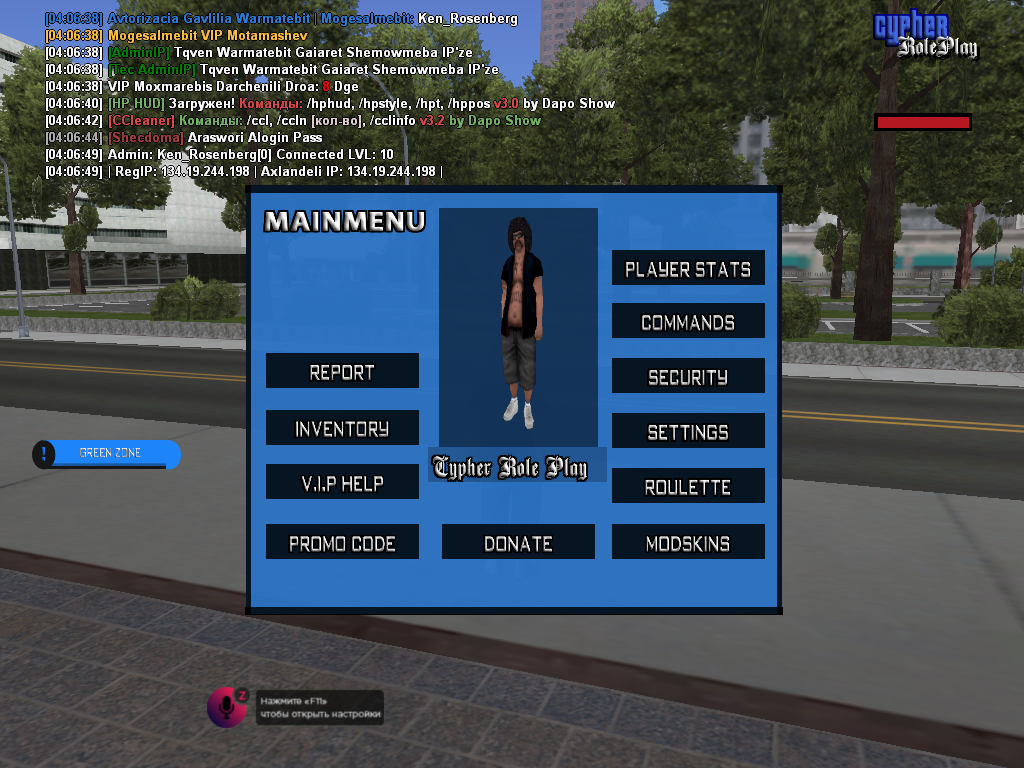 [04:06:38] Avtorizacia Gavlilia Warmatebit | Mogesalmebit: Ken_Rosenberg
[04:06:38] Mogesalmebit VIP Motamashev
[04:06:38] [AdminIP] Tqven Warmatebit Gaiaret Shemowmeba IP'ze
[04:06:38] [Tec AdminIP] Tqven Warmatebit Gaiaret Shemowmeba IP'ze
[04:06:38] VIP Moxmarebis Darchenili Droa: 8 Dge
[04:06:40] [HP HUD] Загружен! Команды: /hphud, /hpstyle, /hpt, /hppos v3.0 by Dapo Show
[04:06:42] [CCleaner] Команды: /ccl, /ccln [кол-во], /cclinfo v3.2 by Dapo Show
[04:06:44] [Shecdoma] Araswori Alogin Pass
[04:06:49] Admin: Ken_Rosenberg[0] Connected LVL: 10
[04:06:49] | RegIP: 134.19.244.198 | Axlandeli IP: 134.19.244.198 |
cypher
RolePlay
MAINMENU
PLAYER STATS
COMMANDS
REPORT
SECURITY
INVENTORY
SETTINGS
! GREEN ZONE
Cypher Role Play
V.I.P HELP
ROULETTE
PROMO CODE
DONATE
MODSKINS
Z
Нажмите «F11»
чтобы открыть настройки